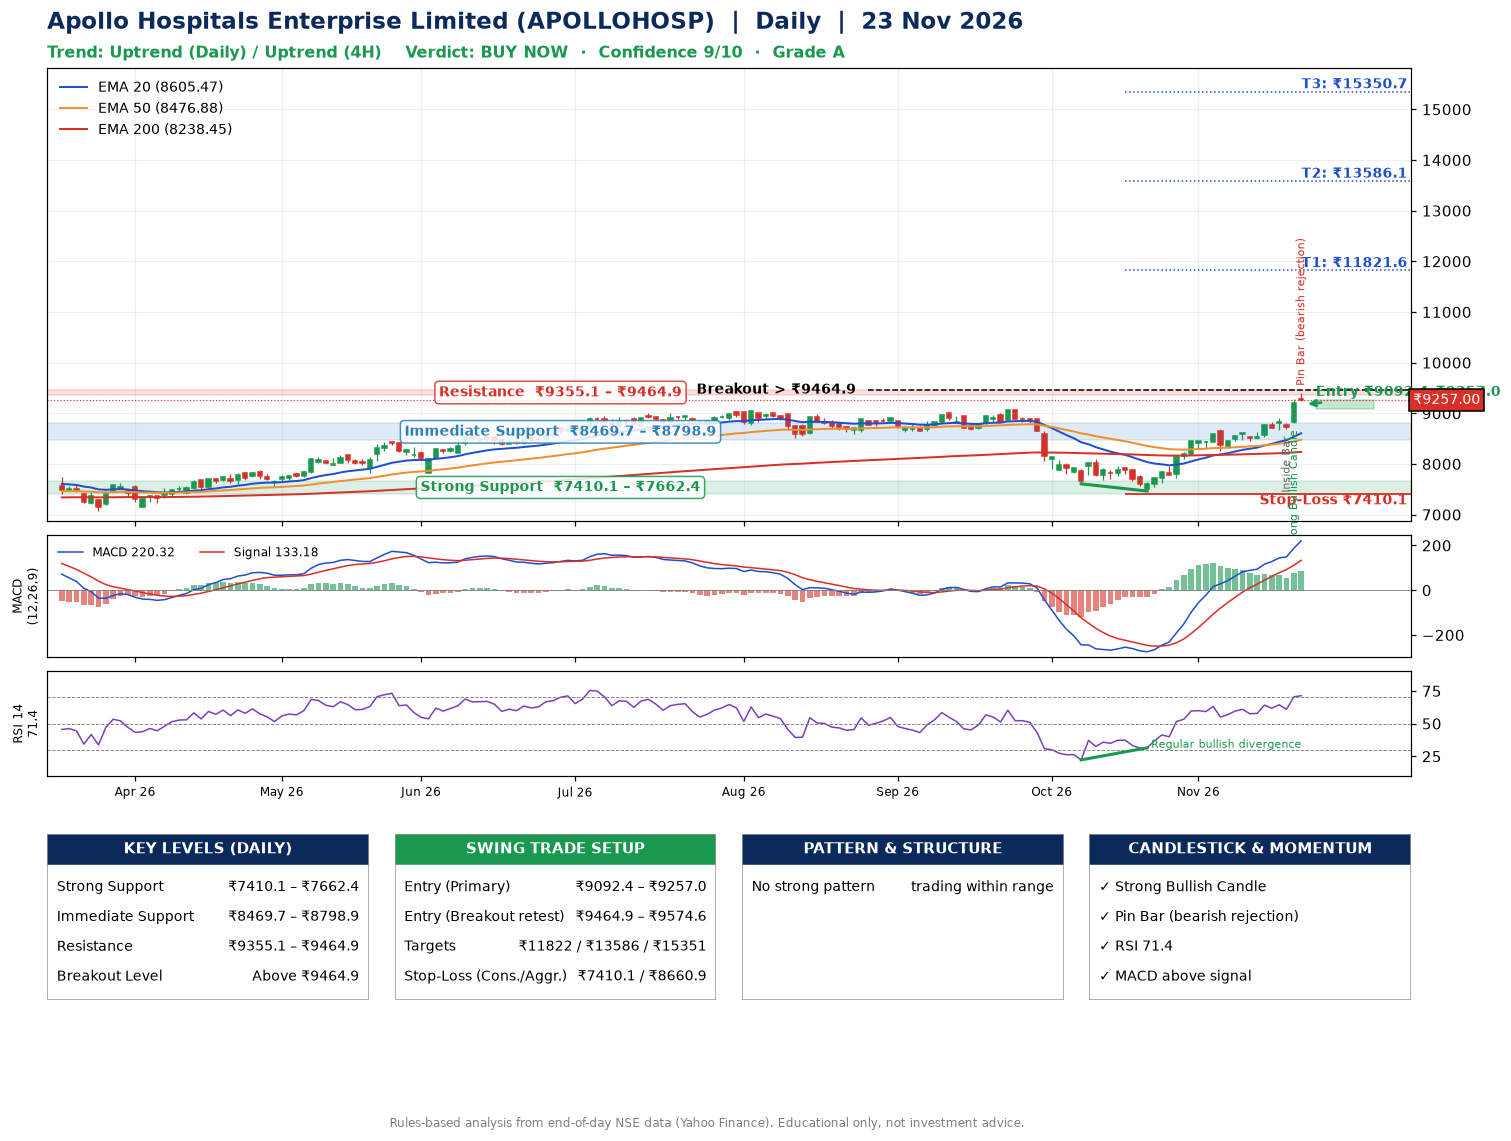 Apollo Hospitals Enterprise Limited (APOLLOHOSP) | Daily | 23 Nov 2026
Trend: Uptrend (Daily) / Uptrend (4H) Verdict: BUY NOW · Confidence 9/10 · Grade A
EMA 20 (8605.47)
EMA 50 (8476.88)
EMA 200 (8238.45)
T3: ₹15350.7
T2: ₹13586.1
T1: ₹11821.6
Pin Bar (bearish rejection)
Resistance ₹9355.1 – ₹9464.9
Breakout > ₹9464.9
Entry ₹9092.4
₹9257.00
Immediate Support ₹8469.7 – ₹8798.9
Strong Support ₹7410.1 – ₹7662.4
Inside Bar
Bullish Candle
Stop-Loss ₹7410.1
15000
14000
13000
12000
11000
10000
9000
8000
7000
MACD 220.32 Signal 133.18
MACD
(12,26,9)
200
0
−200
RSI 14
71.4
75
50
25
Regular bullish divergence
Apr 26 May 26 Jun 26 Jul 26 Aug 26 Sep 26 Oct 26 Nov 26
KEY LEVELS (DAILY)
Strong Support ₹7410.1 – ₹7662.4
Immediate Support ₹8469.7 – ₹8798.9
Resistance ₹9355.1 – ₹9464.9
Breakout Level Above ₹9464.9
SWING TRADE SETUP
Entry (Primary) ₹9092.4 – ₹9257.0
Entry (Breakout retest) ₹9464.9 – ₹9574.6
Targets ₹11822 / ₹13586 / ₹15351
Stop-Loss (Cons./Aggr.) ₹7410.1 / ₹8660.9
PATTERN & STRUCTURE
No strong pattern trading within range
CANDLESTICK & MOMENTUM
✓ Strong Bullish Candle
✓ Pin Bar (bearish rejection)
✓ RSI 71.4
✓ MACD above signal
Rules-based analysis from end-of-day NSE data (Yahoo Finance). Educational only, not investment advice.